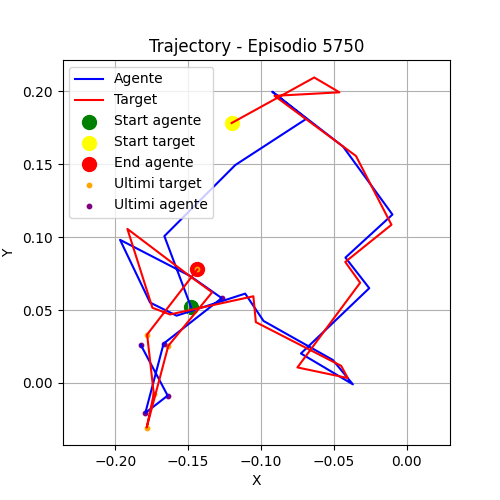 Trajectory - Episodio 5750
Agente
Target
Start agente
Start target
End agente
Ultimi target
Ultimi agente
0.20
0.15
0.10
0.05
0.00
Y
−0.20
−0.15
−0.10
−0.05
0.00
X